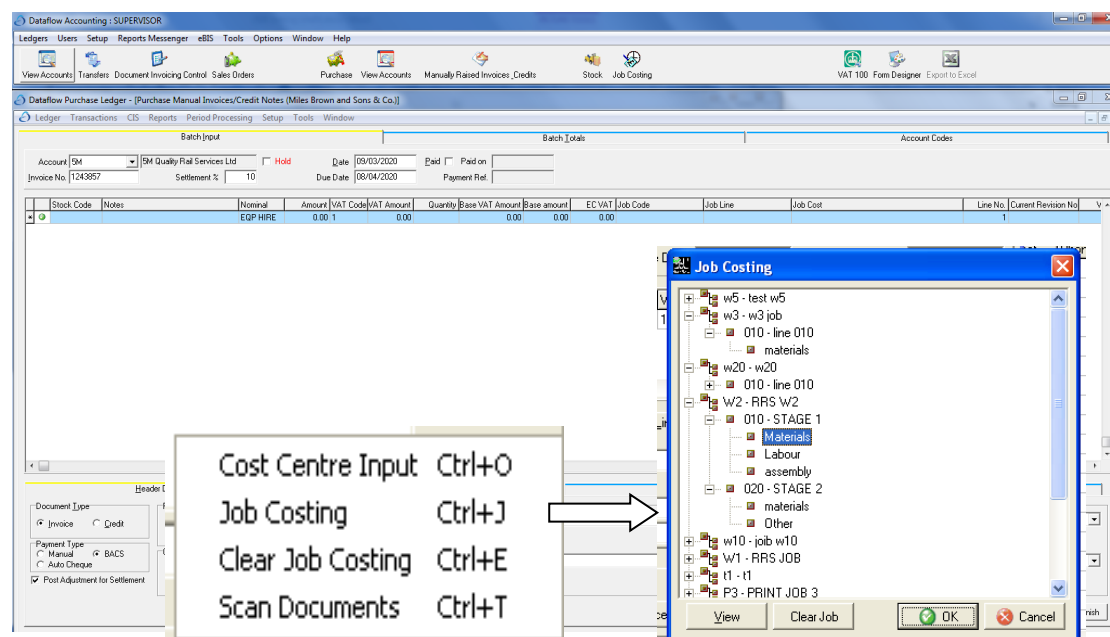 Dataflow Accounting : SUPERVISOR
Ledgers Users Setup Reports Messenger eBIS Tools Options Window Help
View Accounts Transfers Document Invoicing Control Sales Orders Purchase View Accounts Manually Raised Invoices_Credits Stock Job Costing VAT 100 Form Designer Export to Excel
Dataflow Purchase Ledger - [Purchase Manual Invoices/Credit Notes (Miles Brown and Sons & Co.)]
Ledger Transactions CIS Reports Period Processing Setup Tools Window
Batch Input Batch Totals Account Codes
Account 5M 5M Quality Rail Services Ltd Hold Date 09/03/2020 Paid Paid on
Invoice No. 1243857 Settlement % 10 Due Date 08/04/2020 Payment Ref.
Stock Code Notes Nominal Amount VAT Code VAT Amount Quantity Base VAT Amount Base amount EC VAT Job Code Job Line Job Cost Line No. Current Revision No V
EQP HIRE 0.00 1 0.00 0.00 0.00 0.00 1
Job Costing
w5 - test w5
w3 - w3 job
010 - line 010
materials
w20 - w20
010 - line 010
W2 - RRS W2
010 - STAGE 1
Materials
Labour
assembly
020 - STAGE 2
materials
Other
w10 - joib w10
W1 - RRS JOB
t1 - t1
P3 - PRINT JOB 3
View Clear Job OK Cancel
Cost Centre Input Ctrl+O
Job Costing Ctrl+J
Clear Job Costing Ctrl+E
Scan Documents Ctrl+T
Header
Document Type
Invoice Credit
Payment Type
Manual BACS
Auto Cheque
Post Adjustment for Settlement